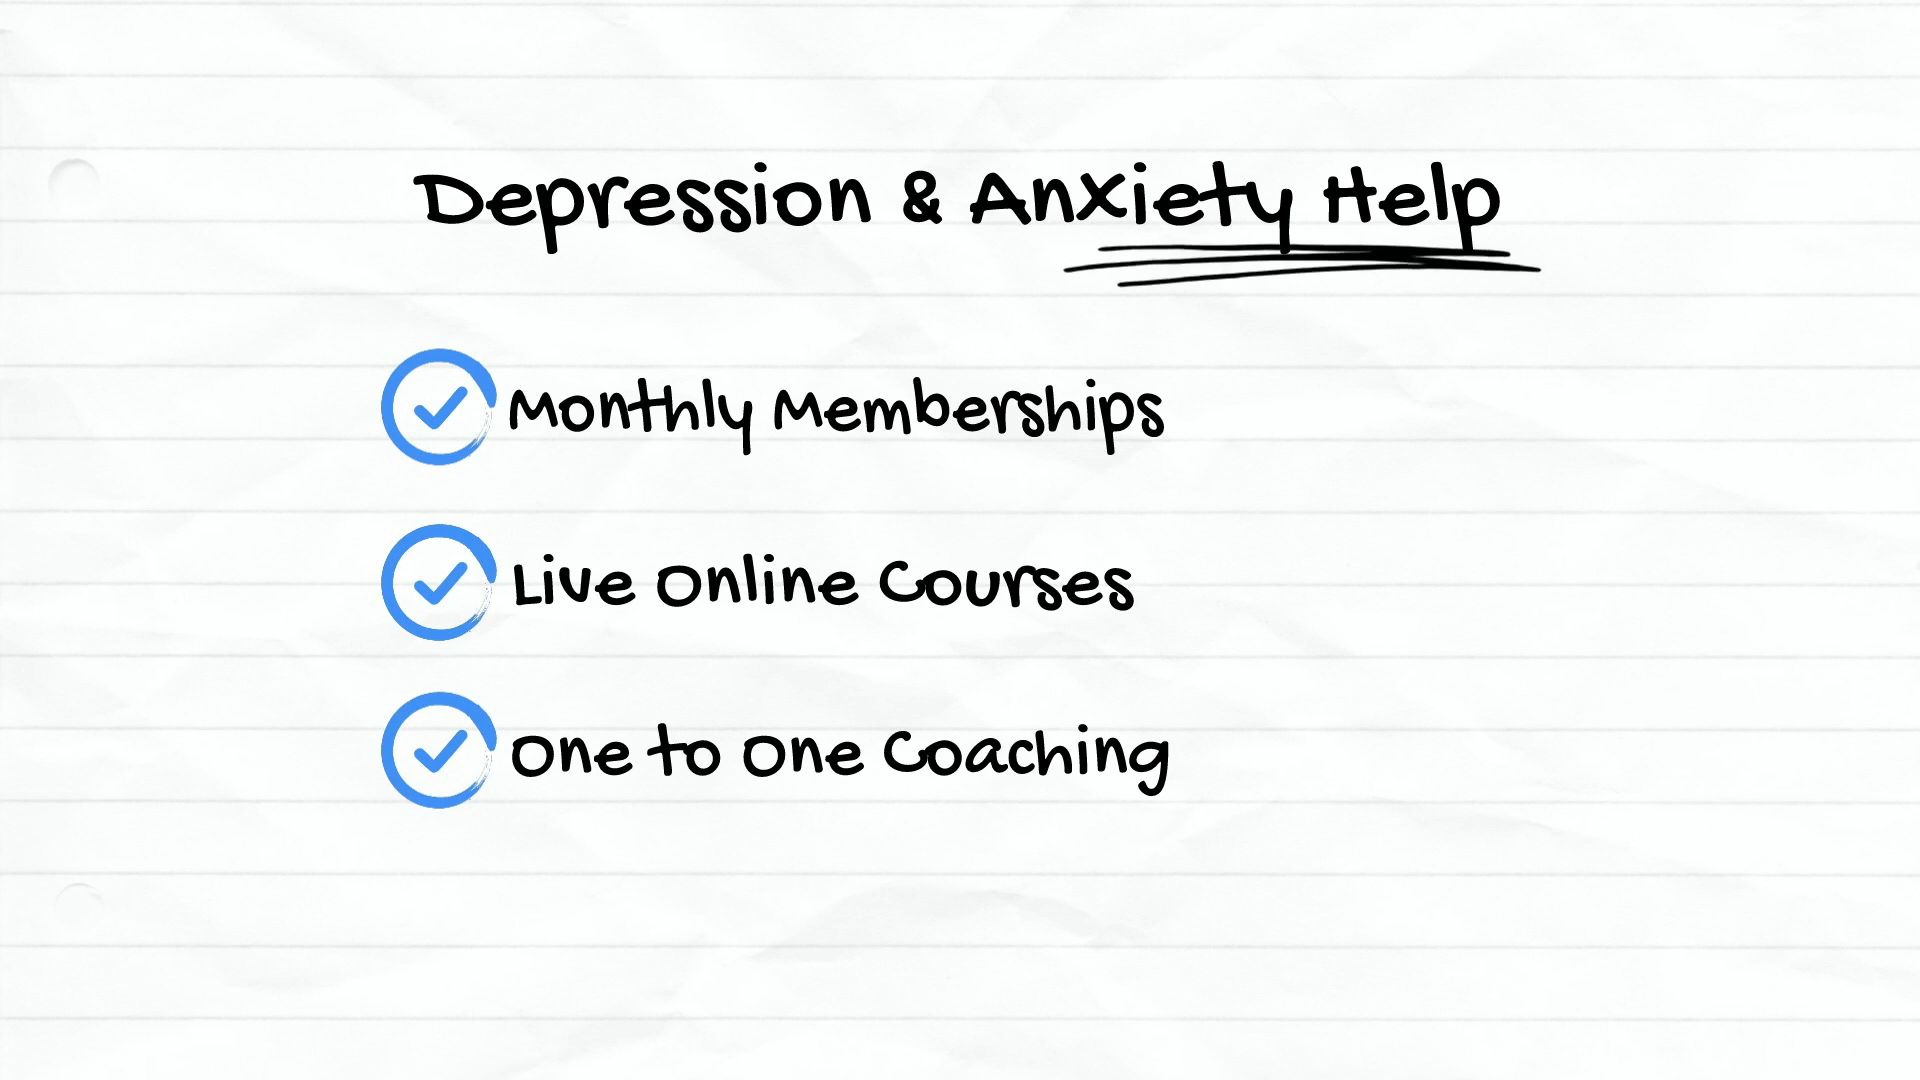 Depression & Anxiety Help
Monthly Memberships
Live Online Courses
One to One Coaching